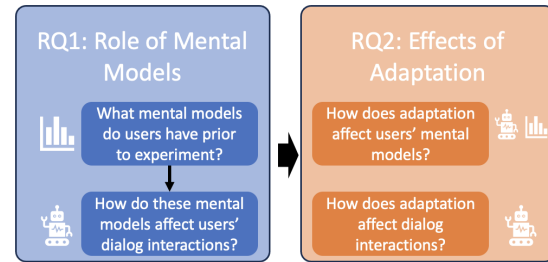 RQ1: Role of Mental
Models
What mental models
do users have prior
to experiment?
How do these mental
models affect users'
dialog interactions?
RQ2: Effects of
Adaptation
How does adaptation
affect users' mental
models?
How does adaptation
affect dialog
interactions?